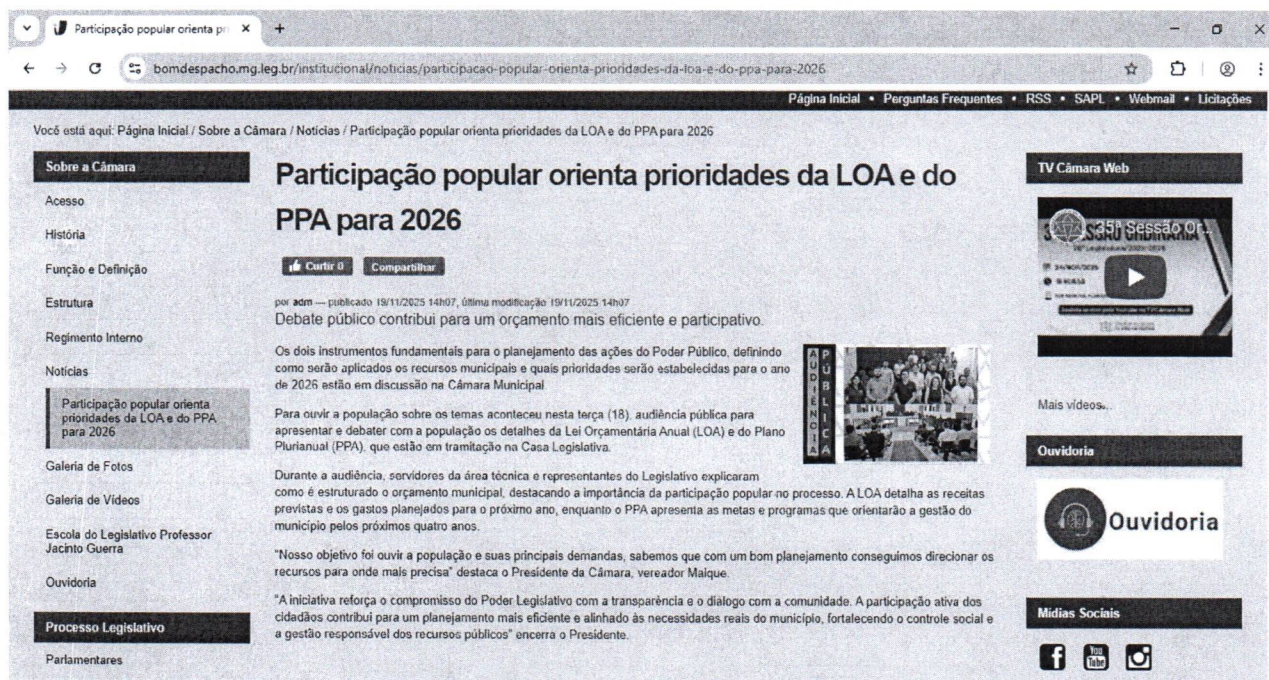 Participação popular orienta pr
bomdespacho.mg.leg.br/institucional/noticias/participacao-popular-orienta-prioridades-da-loa-e-do-ppa-para-2026
Página Inicial • Perguntas Frequentes • RSS • SAPL • Webmail • Licitações
Você está aqui: Página Inicial / Sobre a Câmara / Notícias / Participação popular orienta prioridades da LOA e do PPA para 2026
Sobre a Câmara
Acesso
História
Função e Definição
Estrutura
Regimento Interno
Notícias
Participação popular orienta
prioridades da LOA e do PPA
para 2026
Galeria de Fotos
Galeria de Vídeos
Escola do Legislativo Professor
Jacinto Guerra
Ouvidoria
Processo Legislativo
Parlamentares
Participação popular orienta prioridades da LOA e do
PPA para 2026
Curtir 0 Compartilhar
por adm — publicado 19/11/2025 14h07, última modificação 19/11/2025 14h07
Debate público contribui para um orçamento mais eficiente e participativo.
Os dois instrumentos fundamentais para o planejamento das ações do Poder Público, definindo
como serão aplicados os recursos municipais e quais prioridades serão estabelecidas para o ano
de 2026 estão em discussão na Câmara Municipal
AUDIÊNCIA
PÚBLICA
Para ouvir a população sobre os temas aconteceu nesta terça (18), audiência pública para
apresentar e debater com a população os detalhes da Lei Orçamentária Anual (LOA) e do Plano
Plurianual (PPA), que estão em tramitação na Casa Legislativa.
Durante a audiência, servidores da área técnica e representantes do Legislativo explicaram
como é estruturado o orçamento municipal, destacando a importância da participação popular no processo. A LOA detalha as receitas
previstas e os gastos planejados para o próximo ano, enquanto o PPA apresenta as metas e programas que orientarão a gestão do
município pelos próximos quatro anos.
"Nosso objetivo foi ouvir a população e suas principais demandas, sabemos que com um bom planejamento conseguimos direcionar os
recursos para onde mais precisa" destaca o Presidente da Câmara, vereador Maique.
"A iniciativa reforça o compromisso do Poder Legislativo com a transparência e o diálogo com a comunidade. A participação ativa dos
cidadãos contribui para um planejamento mais eficiente e alinhado às necessidades reais do município, fortalecendo o controle social e
a gestão responsável dos recursos públicos" encerra o Presidente.
TV Câmara Web
35ª Sessão Or...
Mais vídeos...
Ouvidoria
Ouvidoria
Mídias Sociais
You
Tube